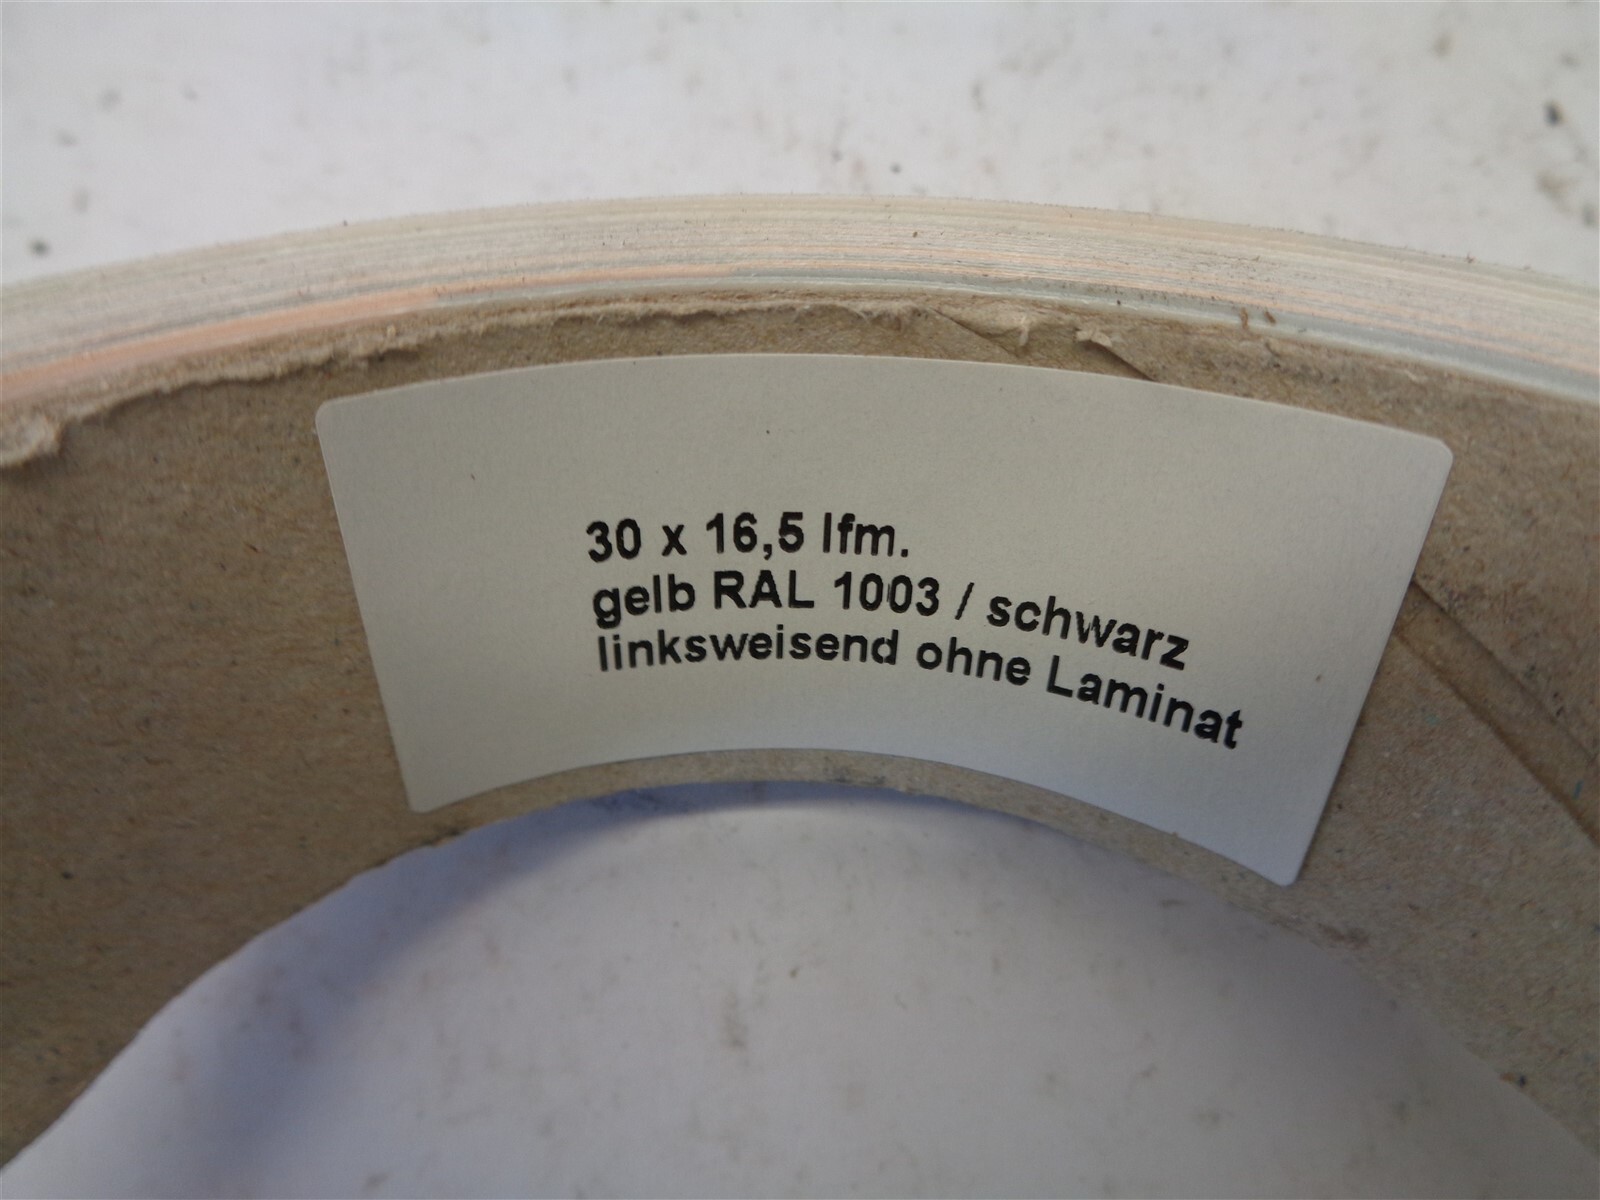 30 x 16,5 lfm.
gelb RAL 1003 / schwarz
linksweisend ohne Laminat